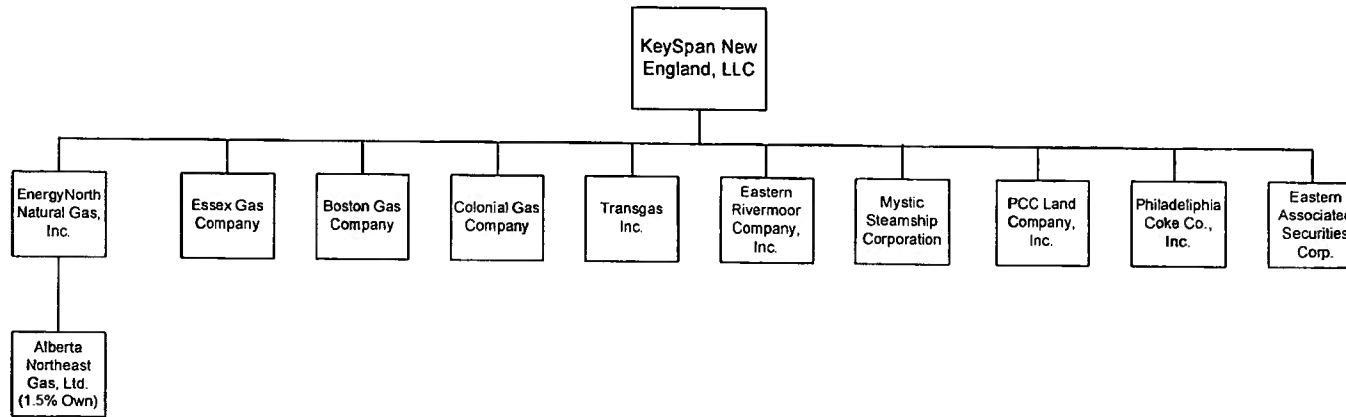 KeySpan New
England, LLC
EnergyNorth
Natural Gas,
Inc.
Essex Gas
Company
Boston Gas
Company
Colonial Gas
Company
Transgas
Inc.
Eastern
Rivermoor
Company,
Inc.
Mystic
Steamship
Corporation
PCC Land
Company,
Inc.
Philadeliphia
Coke Co.,
Inc.
Eastern
Associated
Securities
Corp.
Alberta
Northeast
Gas, Ltd.
(1.5% Own)